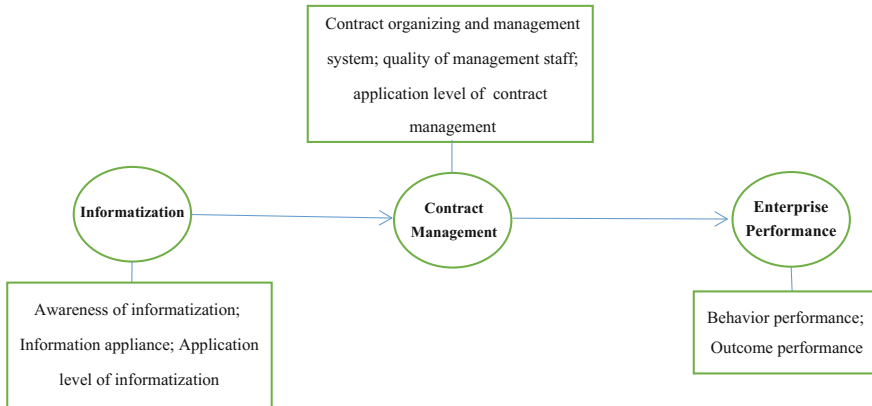 Contract organizing and management
system; quality of management staff;
application level of contract
management
Informatization
Contract
Management
Enterprise
Performance
Awareness of informatization;
Information appliance; Application
level of informatization
Behavior performance;
Outcome performance